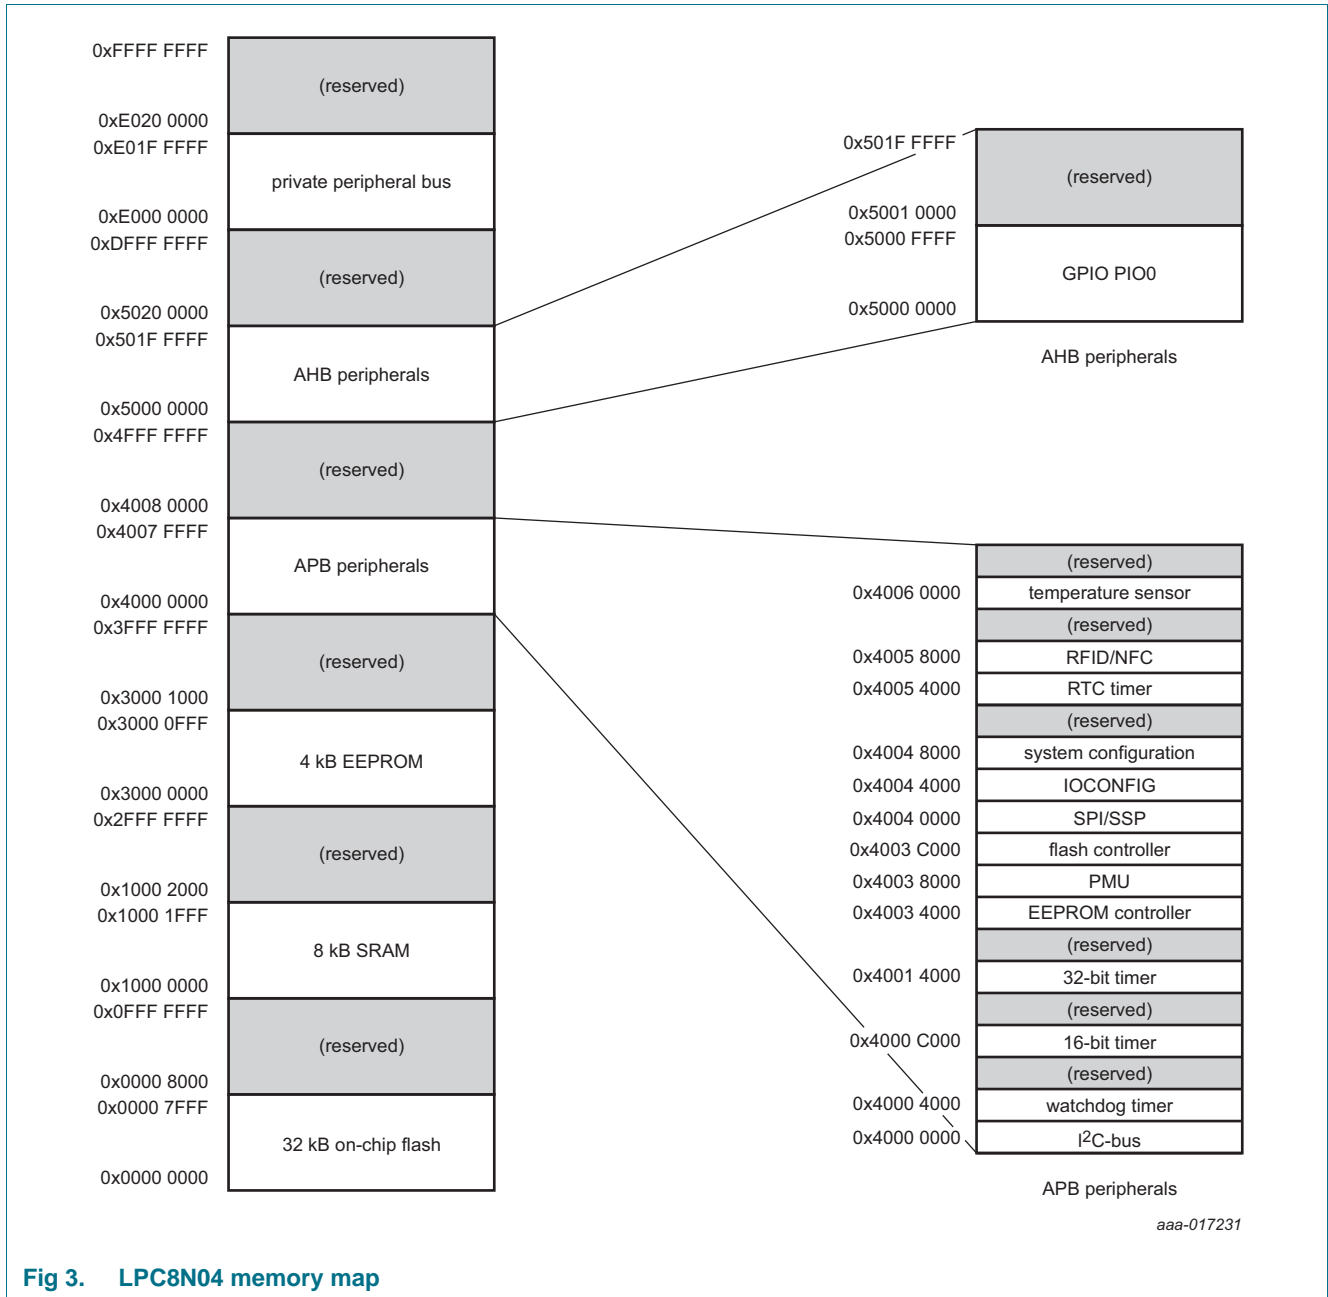 0xFFFF FFFF
(reserved)
0xE020 0000
0xE01F FFFF
private peripheral bus
0xE000 0000
0xDFFF FFFF
(reserved)
0x5020 0000
0x501F FFFF
AHB peripherals
0x5000 0000
0x4FFF FFFF
(reserved)
0x4008 0000
0x4007 FFFF
APB peripherals
0x4000 0000
0x3FFF FFFF
(reserved)
0x3000 1000
0x3000 0FFF
4 kB EEPROM
0x3000 0000
0x2FFF FFFF
(reserved)
0x1000 2000
0x1000 1FFF
8 kB SRAM
0x1000 0000
0x0FFF FFFF
(reserved)
0x0000 8000
0x0000 7FFF
32 kB on-chip flash
0x0000 0000
0x501F FFFF
(reserved)
0x5001 0000
0x5000 FFFF
GPIO PIO0
0x5000 0000
AHB peripherals
(reserved)
0x4006 0000 temperature sensor
(reserved)
0x4005 8000 RFID/NFC
0x4005 4000 RTC timer
(reserved)
0x4004 8000 system configuration
0x4004 4000 IOCONFIG
0x4004 0000 SPI/SSP
0x4003 C000 flash controller
0x4003 8000 PMU
0x4003 4000 EEPROM controller
(reserved)
0x4001 4000 32-bit timer
(reserved)
0x4000 C000 16-bit timer
(reserved)
0x4000 4000 watchdog timer
0x4000 0000 I2C-bus
APB peripherals
aaa-017231
Fig 3. LPC8N04 memory map